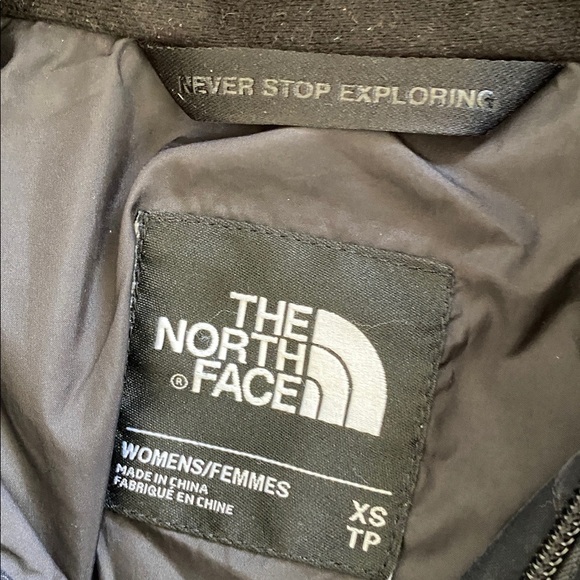 NEVER STOP EXPLORING
THE
NORTH
® FACE
WOMENS/FEMMES
MADE IN CHINA
FABRIQUÉ EN CHINE
XS
TP